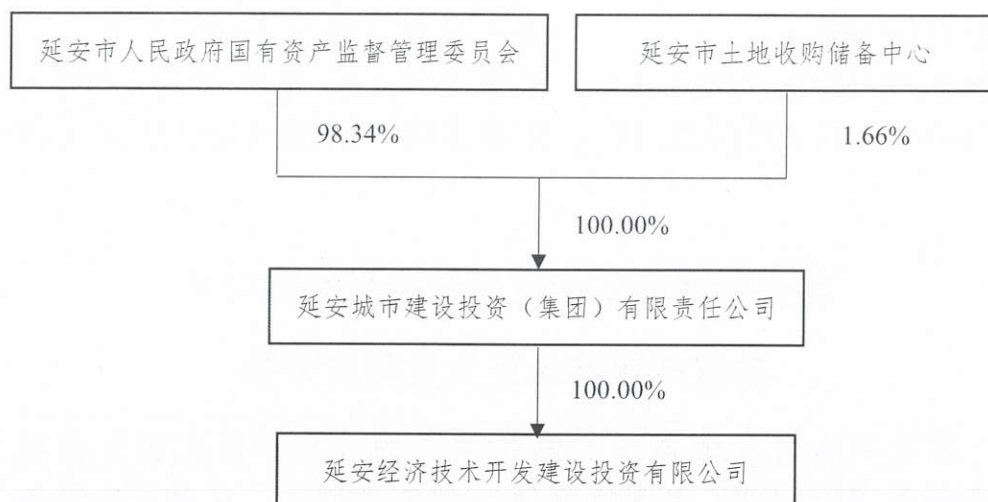 延安市人民政府国有资产监督管理委员会
延安市土地收购储备中心
98.34%
1.66%
100.00%
延安城市建设投资（集团）有限责任公司
100.00%
延安经济技术开发建设投资有限公司